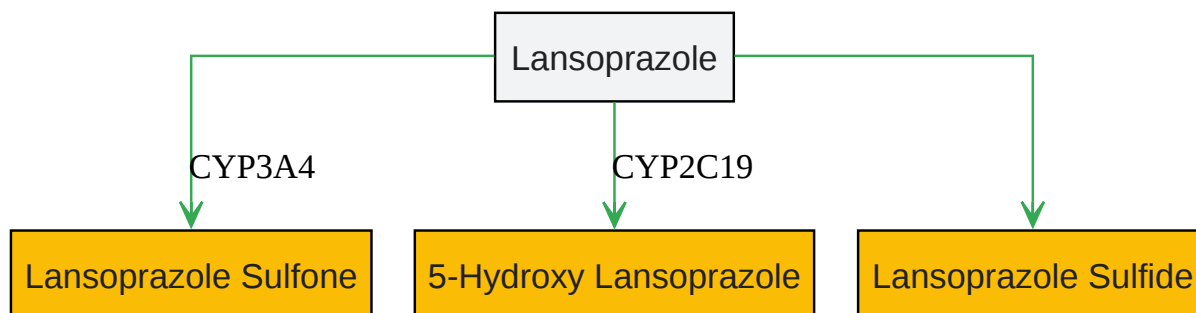 Lansoprazole
CYP3A4
CYP2C19
Lansoprazole Sulfone
5-Hydroxy Lansoprazole
Lansoprazole Sulfide